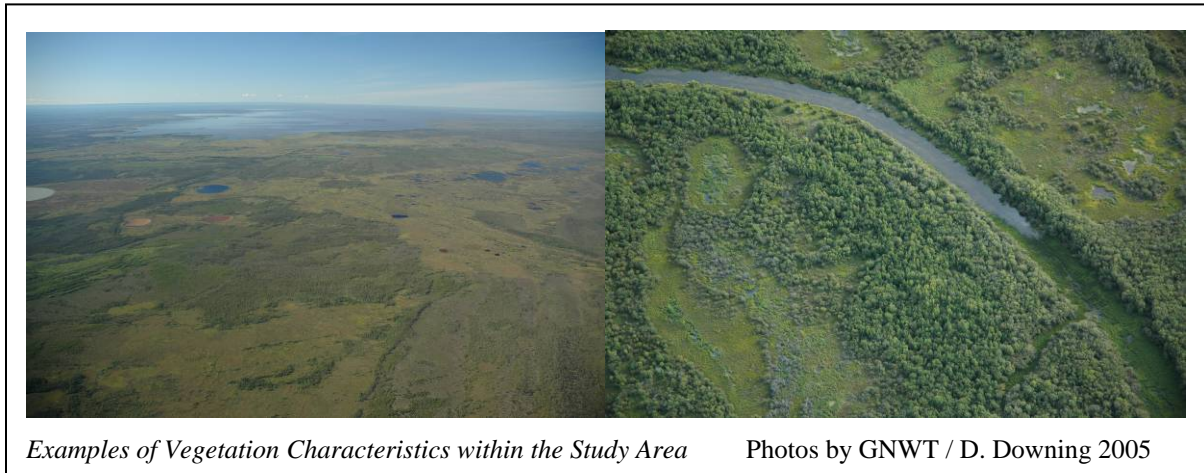 Examples of Vegetation Characteristics within the Study Area Photos by GNWT / D. Downing 2005